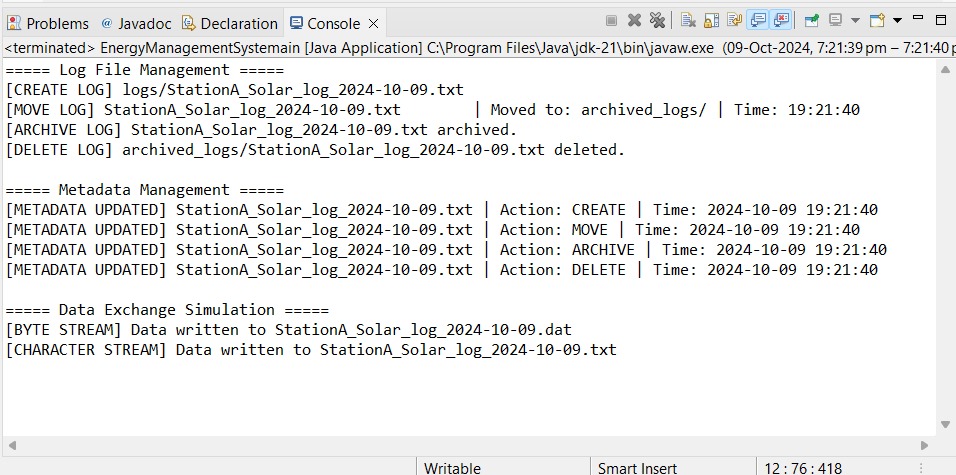 Problems @ Javadoc Declaration Console
<terminated> EnergyManagementSystemain [Java Application] C:\Program Files\Java\jdk-21\bin\javaw.exe (09-Oct-2024, 7:21:39 pm – 7:21:40 p
===== Log File Management =====
[CREATE LOG] logs/StationA_Solar_log_2024-10-09.txt
[MOVE LOG] StationA_Solar_log_2024-10-09.txt | Moved to: archived_logs/ | Time: 19:21:40
[ARCHIVE LOG] StationA_Solar_log_2024-10-09.txt archived.
[DELETE LOG] archived_logs/StationA_Solar_log_2024-10-09.txt deleted.
===== Metadata Management =====
[METADATA UPDATED] StationA_Solar_log_2024-10-09.txt | Action: CREATE | Time: 2024-10-09 19:21:40
[METADATA UPDATED] StationA_Solar_log_2024-10-09.txt | Action: MOVE | Time: 2024-10-09 19:21:40
[METADATA UPDATED] StationA_Solar_log_2024-10-09.txt | Action: ARCHIVE | Time: 2024-10-09 19:21:40
[METADATA UPDATED] StationA_Solar_log_2024-10-09.txt | Action: DELETE | Time: 2024-10-09 19:21:40
===== Data Exchange Simulation =====
[BYTE STREAM] Data written to StationA_Solar_log_2024-10-09.dat
[CHARACTER STREAM] Data written to StationA_Solar_log_2024-10-09.txt
Writable Smart Insert 12 : 76 : 418